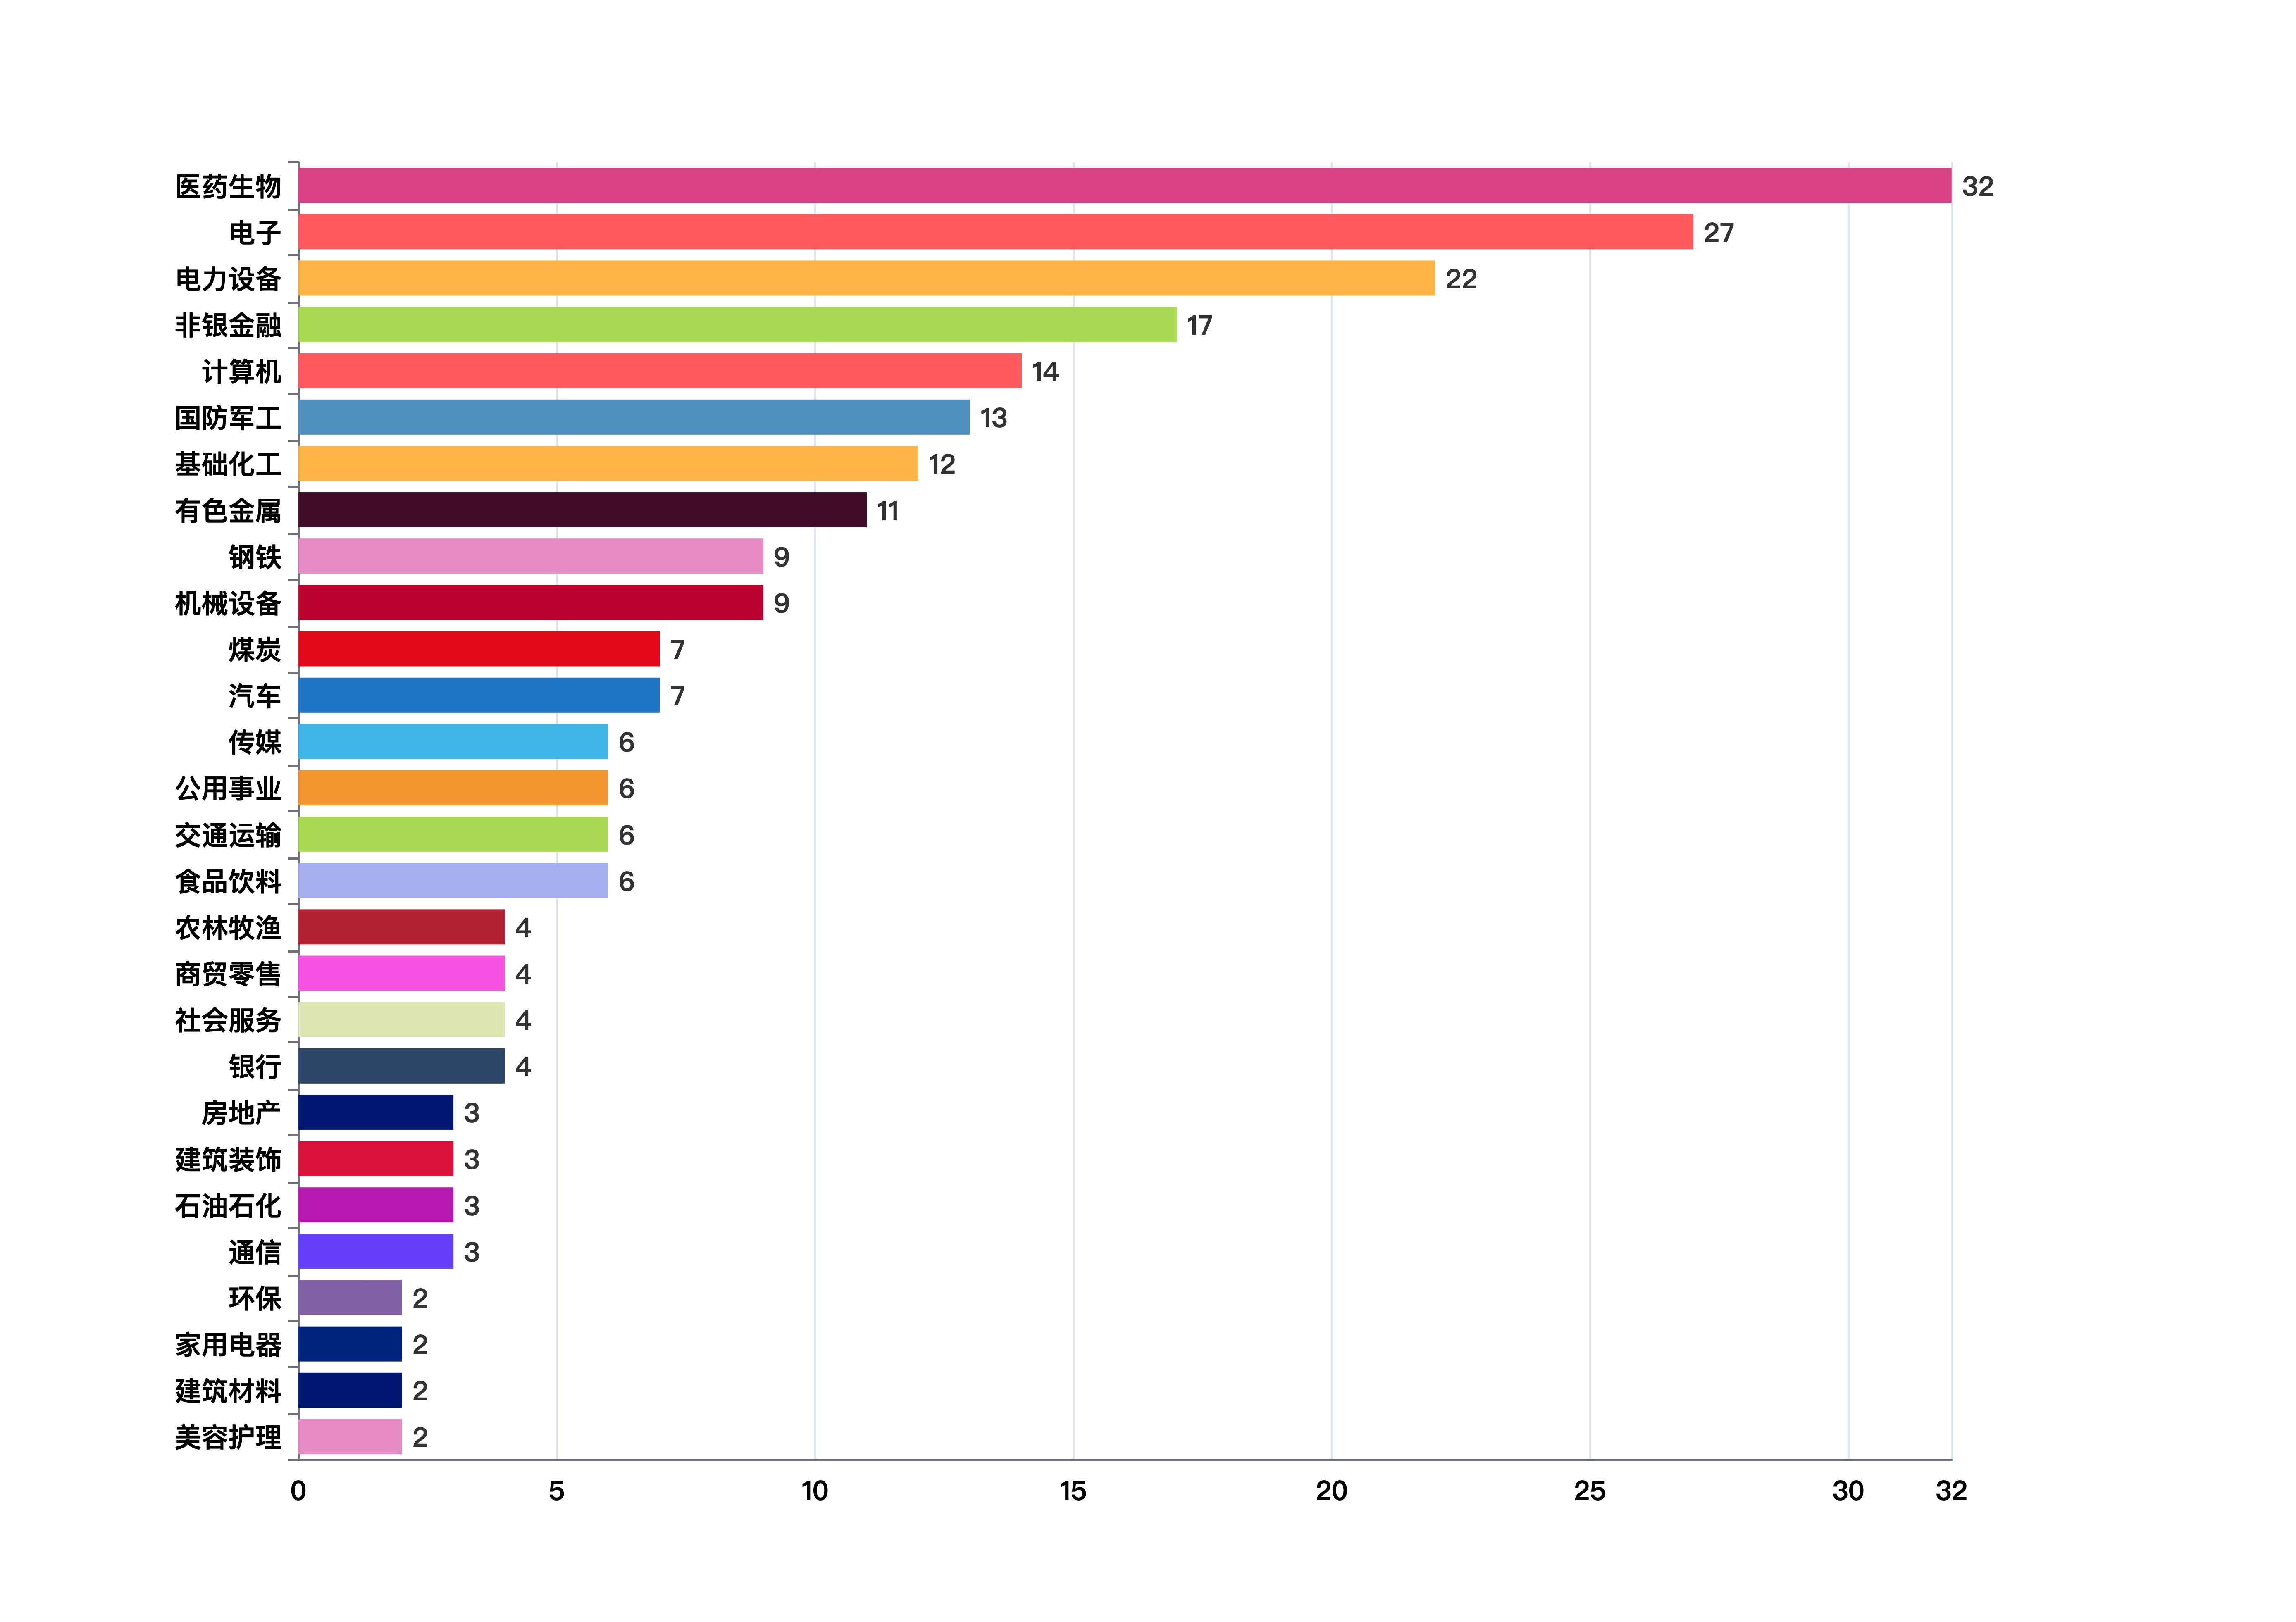 医药生物 32
电子 27
电力设备 22
非银金融 17
计算机 14
国防军工 13
基础化工 12
有色金属 11
钢铁 9
机械设备 9
煤炭 7
汽车 7
传媒 6
公用事业 6
交通运输 6
食品饮料 6
农林牧渔 4
商贸零售 4
社会服务 4
银行 4
房地产 3
建筑装饰 3
石油石化 3
通信 3
环保 2
家用电器 2
建筑材料 2
美容护理 2
0 5 10 15 20 25 30 32